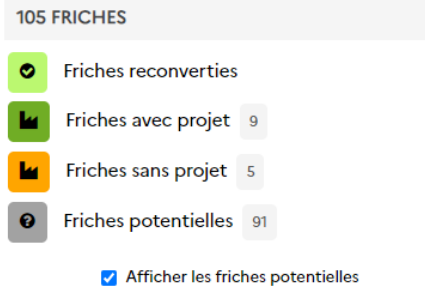 105 FRICHES
Friches reconverties
Friches avec projet 9
Friches sans projet 5
Friches potentielles 91
Afficher les friches potentielles